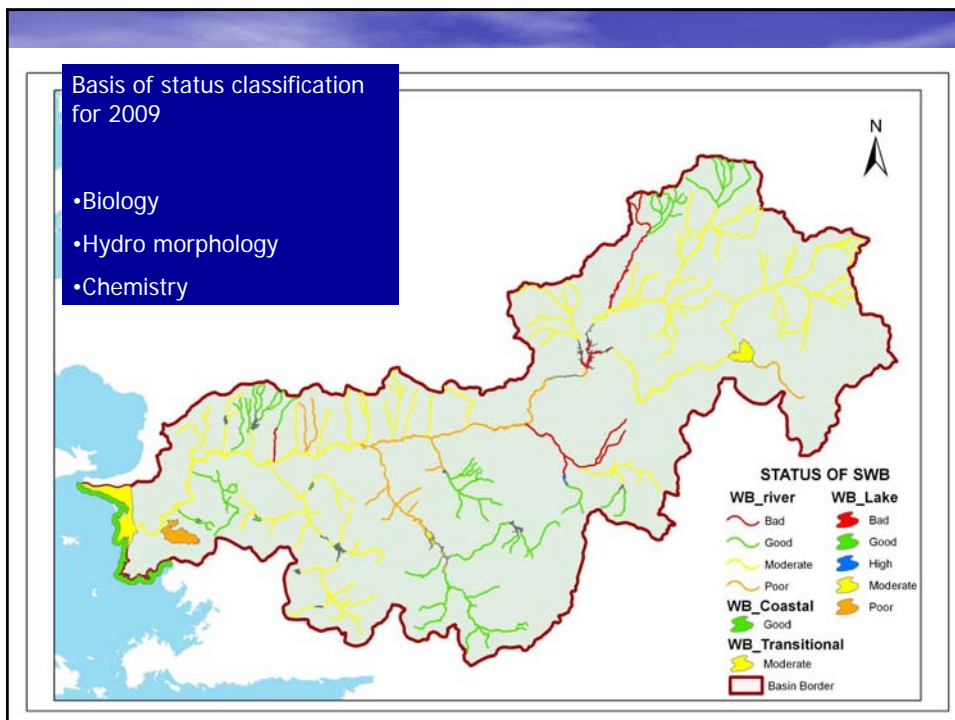 Basis of status classification
for 2009
•Biology
•Hydro morphology
•Chemistry
N
STATUS OF SWB
WB_river
Bad
Good
Moderate
Poor
WB_Coastal
Good
WB_Transitional
Moderate
Basin Border
WB_Lake
Bad
Good
High
Moderate
Poor